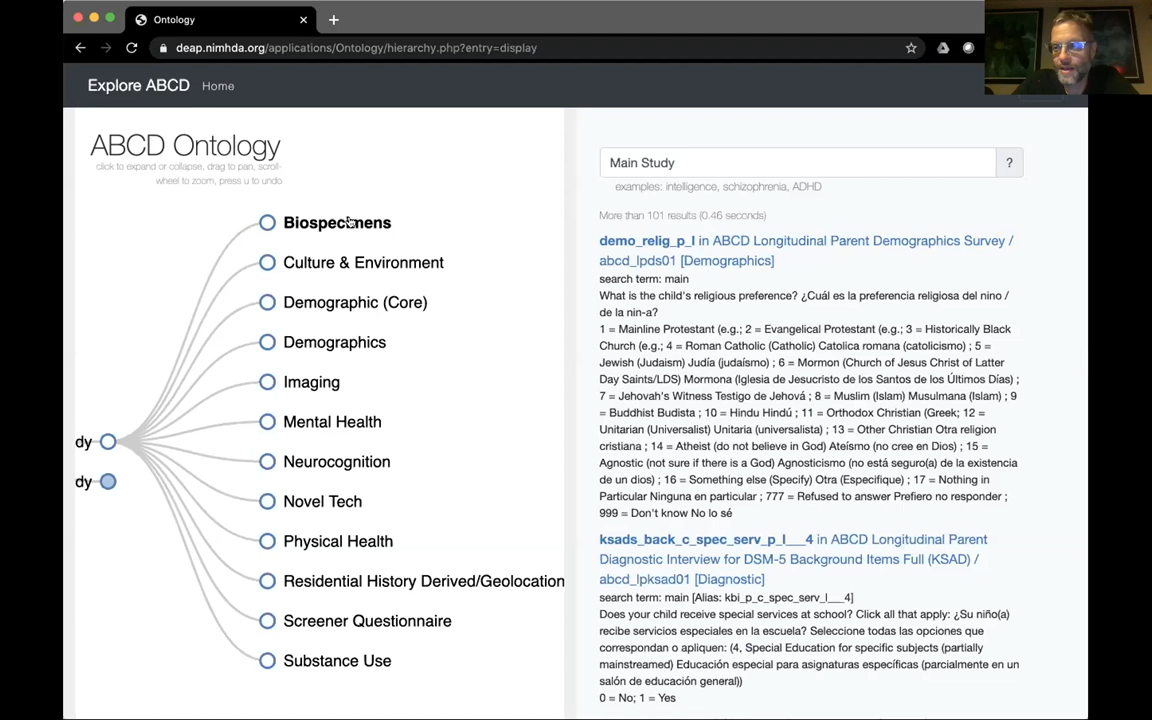 Ontology
deap.nimhda.org/applications/Ontology/hierarchy.php?entry=display
Explore ABCD Home
ABCD Ontology
click to expand or collapse, drag to pan, scroll-
wheel to zoom, press u to undo
Biospecimens
Culture & Environment
Demographic (Core)
Demographics
Imaging
Mental Health
dy
Neurocognition
dy
Novel Tech
Physical Health
Residential History Derived/Geolocation
Screener Questionnaire
Substance Use
Main Study ?
examples: intelligence, schizophrenia, ADHD
More than 101 results (0.46 seconds)
demo_relig_p_l in ABCD Longitudinal Parent Demographics Survey /
abcd_lpds01 [Demographics]
search term: main
What is the child's religious preference? ¿Cuál es la preferencia religiosa del nino /
de la nin-a?
1 = Mainline Protestant (e.g.; 2 = Evangelical Protestant (e.g.; 3 = Historically Black
Church (e.g.; 4 = Roman Catholic (Catholic) Catolica romana (catolicismo) ; 5 =
Jewish (Judaism) Judía (judaísmo) ; 6 = Mormon (Church of Jesus Christ of Latter
Day Saints/LDS) Mormona (Iglesia de Jesucristo de los Santos de los Últimos Días) ;
7 = Jehovah's Witness Testigo de Jehová ; 8 = Muslim (Islam) Musulmana (Islam) ; 9
= Buddhist Budista ; 10 = Hindu Hindú ; 11 = Orthodox Christian (Greek; 12 =
Unitarian (Universalist) Unitaria (universalista) ; 13 = Other Christian Otra religion
cristiana ; 14 = Atheist (do not believe in God) Ateísmo (no cree en Dios) ; 15 =
Agnostic (not sure if there is a God) Agnosticismo (no está seguro(a) de la existencia
de un dios) ; 16 = Something else (Specify) Otra (Especifique) ; 17 = Nothing in
Particular Ninguna en particular ; 777 = Refused to answer Prefiero no responder ;
999 = Don't know No lo sé
ksads_back_c_spec_serv_p_l___4 in ABCD Longitudinal Parent
Diagnostic Interview for DSM-5 Background Items Full (KSAD) /
abcd_lpksad01 [Diagnostic]
search term: main [Alias: kbi_p_c_spec_serv_l___4]
Does your child receive special services at school? Click all that apply: ¿Su niño(a)
recibe servicios especiales en la escuela? Seleccione todas las opciones que
correspondan o apliquen: (4, Special Education for specific subjects (partially
mainstreamed) Educación especial para asignaturas específicas (parcialmente en un
salón de educación general))
0 = No; 1 = Yes